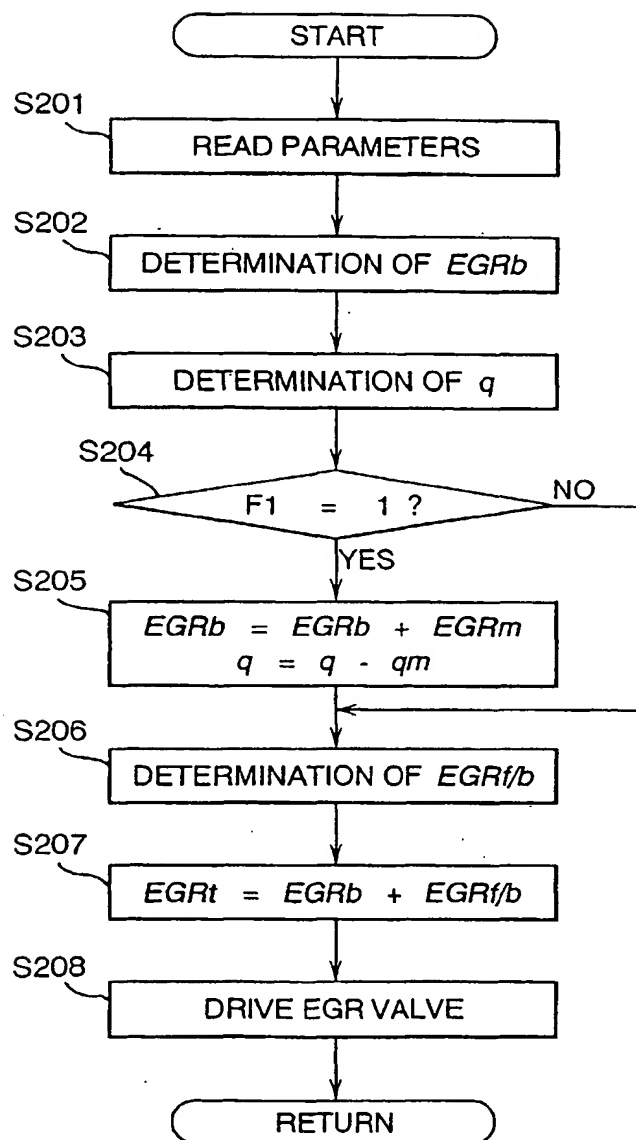 START
S201
READ PARAMETERS
S202
DETERMINATION OF EGRb
S203
DETERMINATION OF q
S204
F1 = 1 ?
NO
YES
S205
EGRb = EGRb + EGRm
q = q - qm
S206
DETERMINATION OF EGRf/b
S207
EGRt = EGRb + EGRf/b
S208
DRIVE EGR VALVE
RETURN